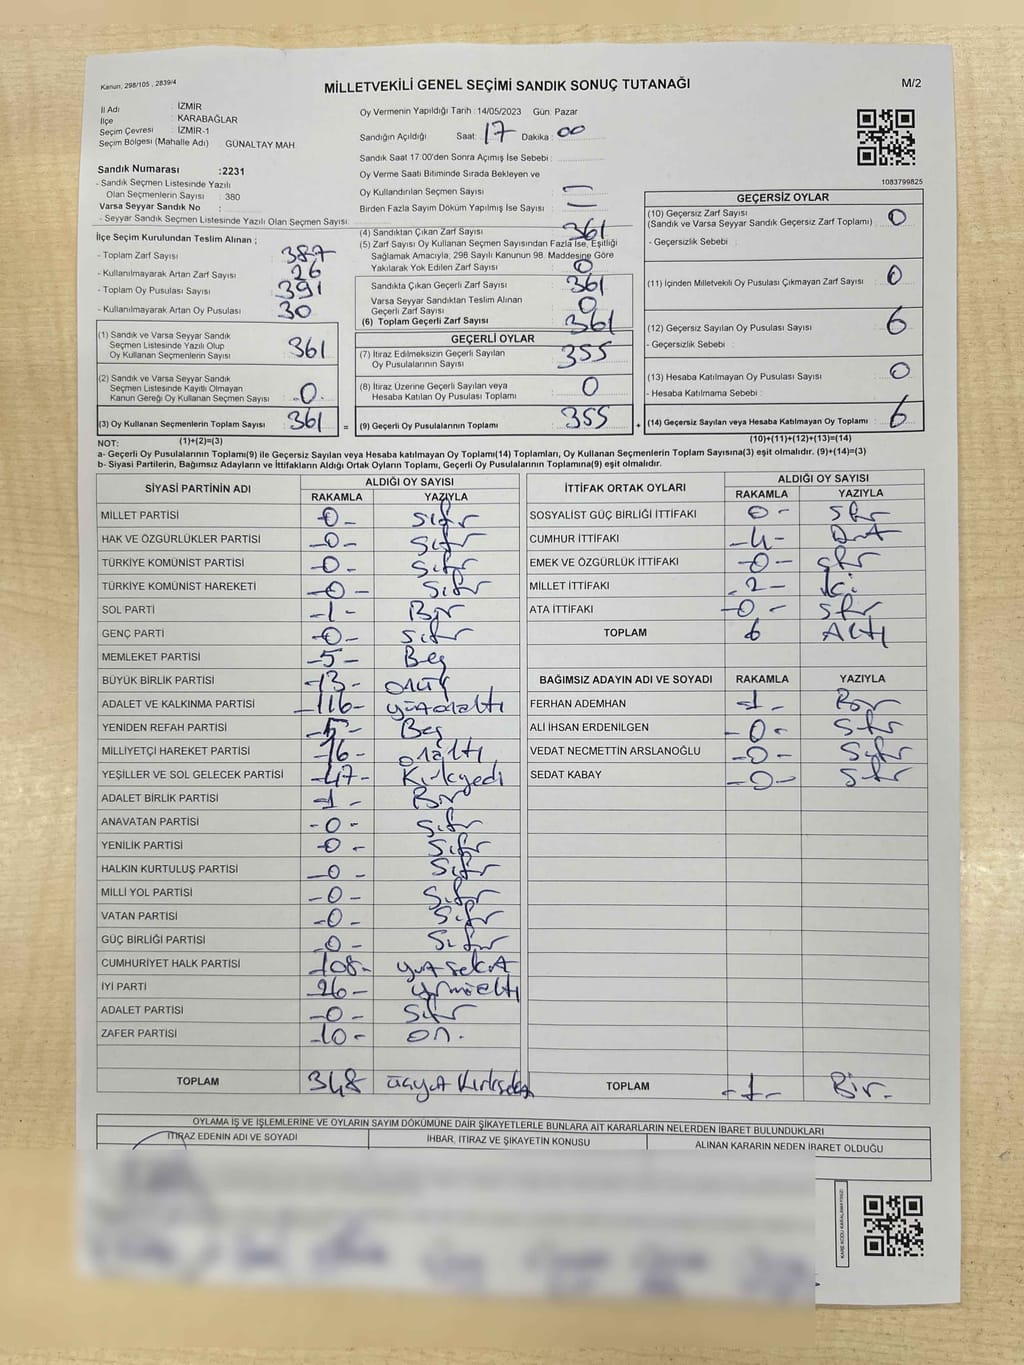 Kanun; 298/105 , 2839/4
MİLLETVEKİLİ GENEL SEÇİMİ SANDIK SONUÇ TUTANAĞI
M/2
İl Adı : İZMİR
İlçe : KARABAĞLAR
Seçim Çevresi : İZMİR-1
Seçim Bölgesi (Mahalle Adı) : GÜNALTAY MAH.
Sandık Numarası :2231
- Sandık Seçmen Listesinde Yazılı
Olan Seçmenlerin Sayısı : 380
Varsa Seyyar Sandık No :
- Seyyar Sandık Seçmen Listesinde Yazılı Olan Seçmen Sayısı:
Oy Vermenin Yapıldığı Tarih : 14/05/2023 Gün: Pazar
Sandığın Açıldığı Saat: 17 Dakika: 00
Sandık Saat 17:00'den Sonra Açımış İse Sebebi :
Oy Verme Saati Bitiminde Sırada Bekleyen ve
Oy Kullandırılan Seçmen Sayısı : —
Birden Fazla Sayım Döküm Yapılmış İse Sayısı : —
1083799825
İlçe Seçim Kurulundan Teslim Alınan ;
- Toplam Zarf Sayısı : 387
- Kullanılmayarak Artan Zarf Sayısı : 26
- Toplam Oy Pusulası Sayısı : 391
- Kullanılmayarak Artan Oy Pusulası : 30
(1) Sandık ve Varsa Seyyar Sandık
Seçmen Listesinde Yazılı Olup
Oy Kullanan Seçmenlerin Sayısı : 361
(2) Sandık ve Varsa Seyyar Sandık
Seçmen Listesinde Kayıtlı Olmayan
Kanun Gereği Oy Kullanan Seçmen Sayısı : 0
(3) Oy Kullanan Seçmenlerin Toplam Sayısı : 361
(1)+(2)=(3)
(4) Sandıktan Çıkan Zarf Sayısı : 361
(5) Zarf Sayısı Oy Kullanan Seçmen Sayısından Fazla İse, Eşitliği
Sağlamak Amacıyla, 298 Sayılı Kanunun 98. Maddesine Göre
Yakılarak Yok Edilen Zarf Sayısı : 0
Sandıkta Çıkan Geçerli Zarf Sayısı : 361
Varsa Seyyar Sandıktan Teslim Alınan
Geçerli Zarf Sayısı : 0
(6) Toplam Geçerli Zarf Sayısı : 361
GEÇERLİ OYLAR
(7) İtiraz Edilmeksizin Geçerli Sayılan
Oy Pusulalarının Sayısı : 355
(8) İtiraz Üzerine Geçerli Sayılan veya
Hesaba Katılan Oy Pusulası Toplamı : 0
= (9) Geçerli Oy Pusulalarının Toplamı : 355
GEÇERSİZ OYLAR
(10) Geçersiz Zarf Sayısı
(Sandık ve Varsa Seyyar Sandık Geçersiz Zarf Toplamı) : 0
- Geçersizlik Sebebi :
(11) İçinden Milletvekili Oy Pusulası Çıkmayan Zarf Sayısı : 0
(12) Geçersiz Sayılan Oy Pusulası Sayısı : 6
- Geçersizlik Sebebi :
(13) Hesaba Katılmayan Oy Pusulası Sayısı : 0
- Hesaba Katılmama Sebebi :
+ (14) Geçersiz Sayılan veya Hesaba Katılmayan Oy Toplamı : 6
(10)+(11)+(12)+(13)=(14)
NOT:
a- Geçerli Oy Pusulalarının Toplamı(9) ile Geçersiz Sayılan veya Hesaba katılmayan Oy Toplamı(14) Toplamları, Oy Kullanan Seçmenlerin Toplam Sayısına(3) eşit olmalıdır. (9)+(14)=(3)
b- Siyasi Partilerin, Bağımsız Adayların ve İttifakların Aldığı Ortak Oyların Toplamı, Geçerli Oy Pusulalarının Toplamına(9) eşit olmalıdır.
SİYASİ PARTİNİN ADI ALDIĞI OY SAYISI
RAKAMLA YAZIYLA
MİLLET PARTİSİ -0- Sıfır
HAK VE ÖZGÜRLÜKLER PARTİSİ -0- Sıfır
TÜRKİYE KOMÜNİST PARTİSİ -0- Sıfır
TÜRKİYE KOMÜNİST HAREKETİ -0- Sıfır
SOL PARTİ -1- Bir
GENÇ PARTİ -0- Sıfır
MEMLEKET PARTİSİ -5- Beş
BÜYÜK BİRLİK PARTİSİ -13- onüç
ADALET VE KALKINMA PARTİSİ -116- yüzonaltı
YENİDEN REFAH PARTİSİ -5- Beş
MİLLİYETÇİ HAREKET PARTİSİ -16- onaltı
YEŞİLLER VE SOL GELECEK PARTİSİ -47- Kırkyedi
ADALET BİRLİK PARTİSİ -1- Bir
ANAVATAN PARTİSİ -0- Sıfır
YENİLİK PARTİSİ -0- Sıfır
HALKIN KURTULUŞ PARTİSİ -0- Sıfır
MİLLİ YOL PARTİSİ -0- Sıfır
VATAN PARTİSİ -0- Sıfır
GÜÇ BİRLİĞİ PARTİSİ -0- Sıfır
CUMHURİYET HALK PARTİSİ -108- yüzsekiz
İYİ PARTİ -26- yirmialtı
ADALET PARTİSİ -0- Sıfır
ZAFER PARTİSİ -10- on.
TOPLAM 348 üçyüz kırksekiz
İTTİFAK ORTAK OYLARI ALDIĞI OY SAYISI
RAKAMLA YAZIYLA
SOSYALİST GÜÇ BİRLİĞİ İTTİFAKI 0- Sıfır
CUMHUR İTTİFAKI -4- Dört
EMEK VE ÖZGÜRLÜK İTTİFAKI -0- Sıfır
MİLLET İTTİFAKI -2- İki
ATA İTTİFAKI -0- Sıfır
TOPLAM 6 Altı
BAĞIMSIZ ADAYIN ADI VE SOYADI RAKAMLA YAZIYLA
FERHAN ADEMHAN -1- Bir
ALİ İHSAN ERDENİLGEN -0- Sıfır
VEDAT NECMETTİN ARSLANOĞLU -0- Sıfır
SEDAT KABAY -0- Sıfır
TOPLAM -1- Bir.
OYLAMA İŞ VE İŞLEMLERİNE VE OYLARIN SAYIM DÖKÜMÜNE DAİR ŞİKAYETLERLE BUNLARA AİT KARARLARIN NELERDEN İBARET BULUNDUKLARI
İTİRAZ EDENİN ADI VE SOYADI İHBAR, İTİRAZ VE ŞİKAYETİN KONUSU ALINAN KARARIN NEDEN İBARET OLDUĞU